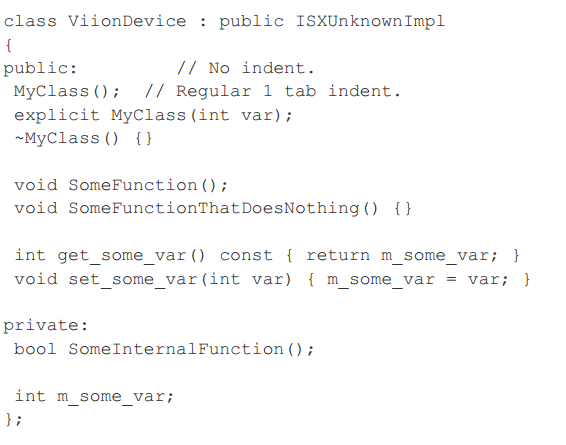 class ViionDevice : public ISXUnknownImpl
{
public:          // No indent.
 MyClass();  // Regular 1 tab indent.
 explicit MyClass(int var);
 ~MyClass() {}

 void SomeFunction();
 void SomeFunctionThatDoesNothing() {}

 int get_some_var() const { return m_some_var; }
 void set_some_var(int var) { m_some_var = var; }

private:
 bool SomeInternalFunction();

 int m_some_var;
};